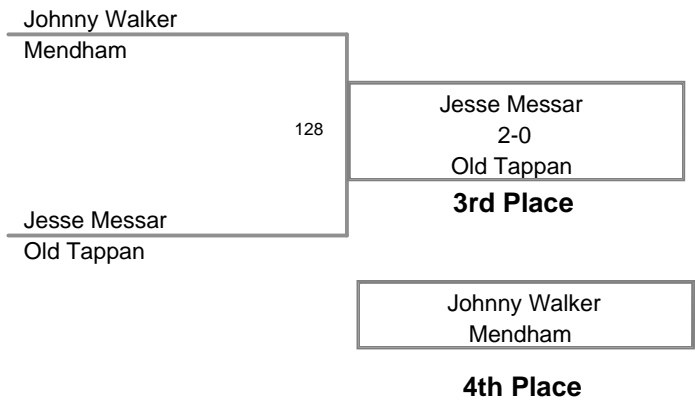 Johnny Walker
Mendham
128
Jesse Messar
2-0
Old Tappan
3rd Place
Jesse Messar
Old Tappan
Johnny Walker
Mendham
4th Place